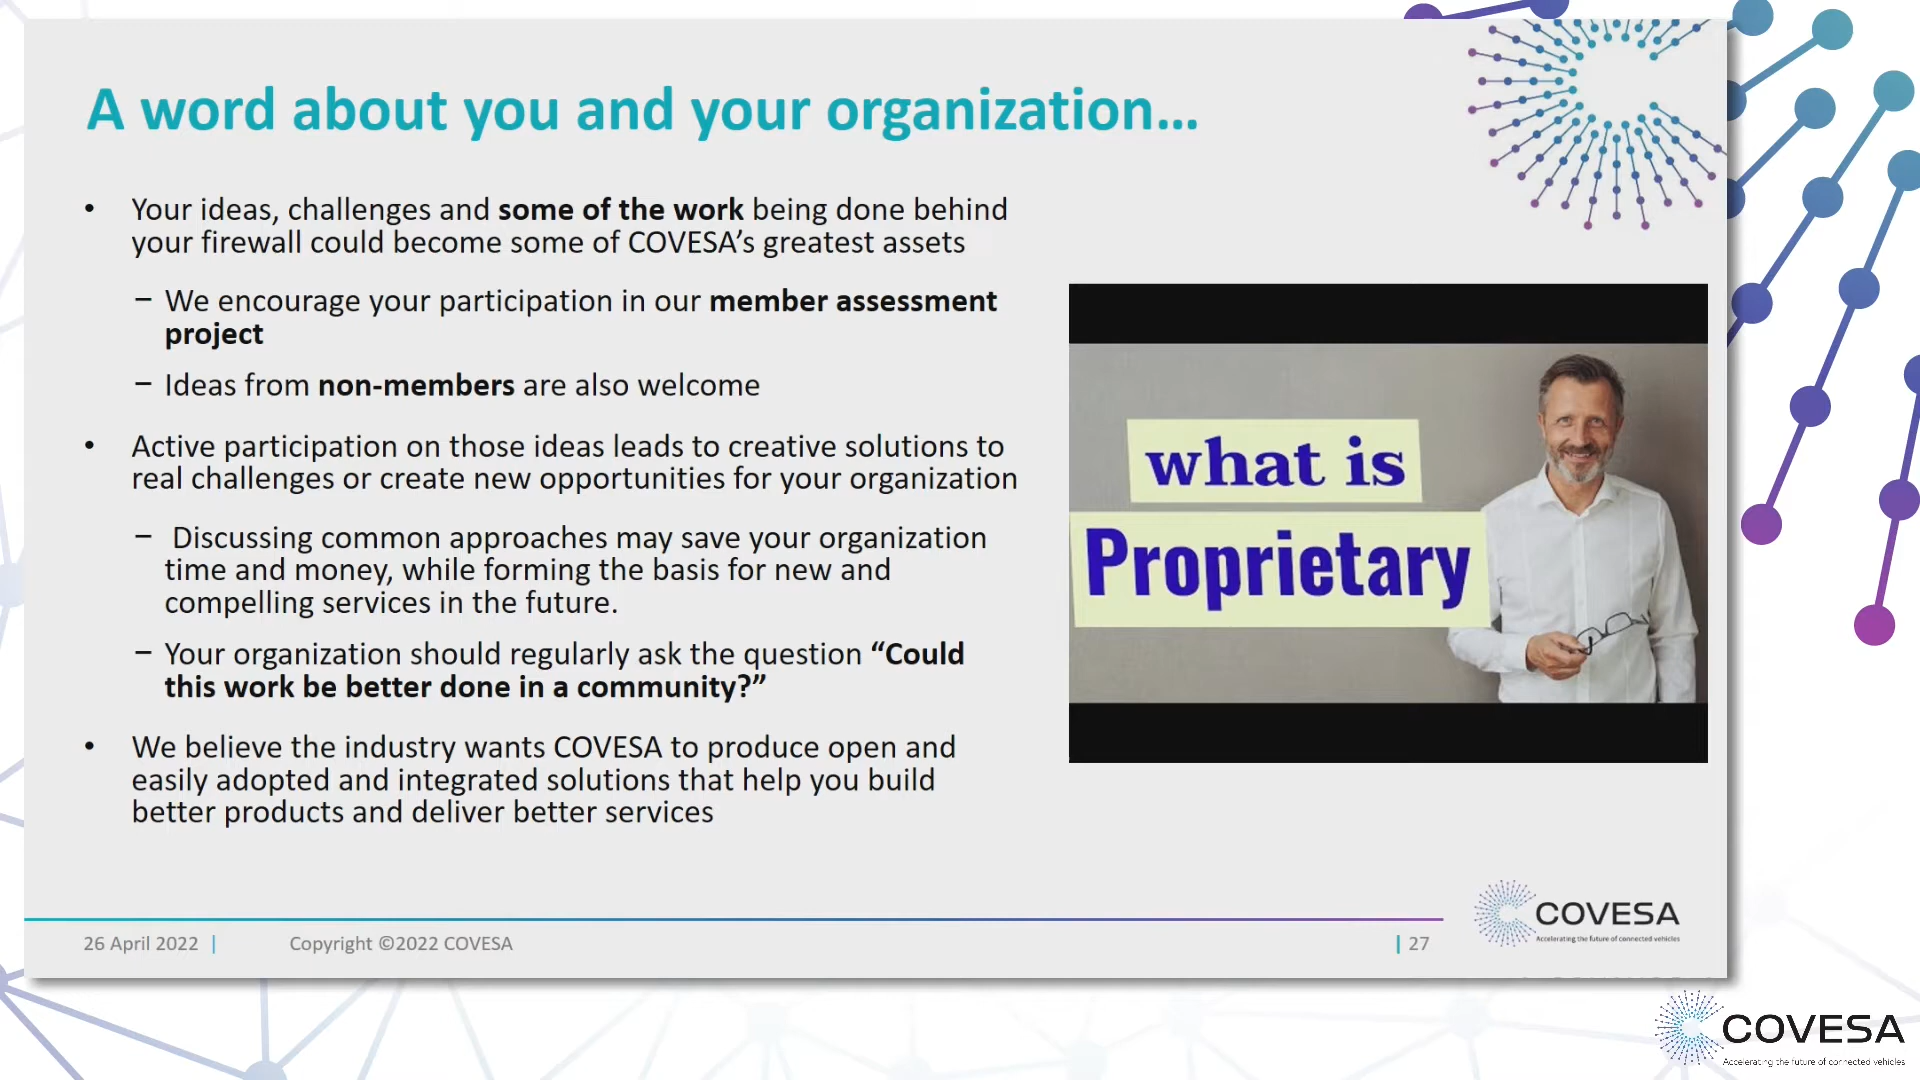 A word about you and your organization...
• Your ideas, challenges and some of the work being done behind
your firewall could become some of COVESA’s greatest assets
– We encourage your participation in our member assessment
project
– Ideas from non-members are also welcome
• Active participation on those ideas leads to creative solutions to
real challenges or create new opportunities for your organization
– Discussing common approaches may save your organization
time and money, while forming the basis for new and
compelling services in the future.
– Your organization should regularly ask the question “Could
this work be better done in a community?”
• We believe the industry wants COVESA to produce open and
easily adopted and integrated solutions that help you build
better products and deliver better services
what is
Proprietary
26 April 2022 | Copyright ©2022 COVESA | 27
COVESA
Accelerating the future of connected vehicles
COVESA
Accelerating the future of connected vehicles